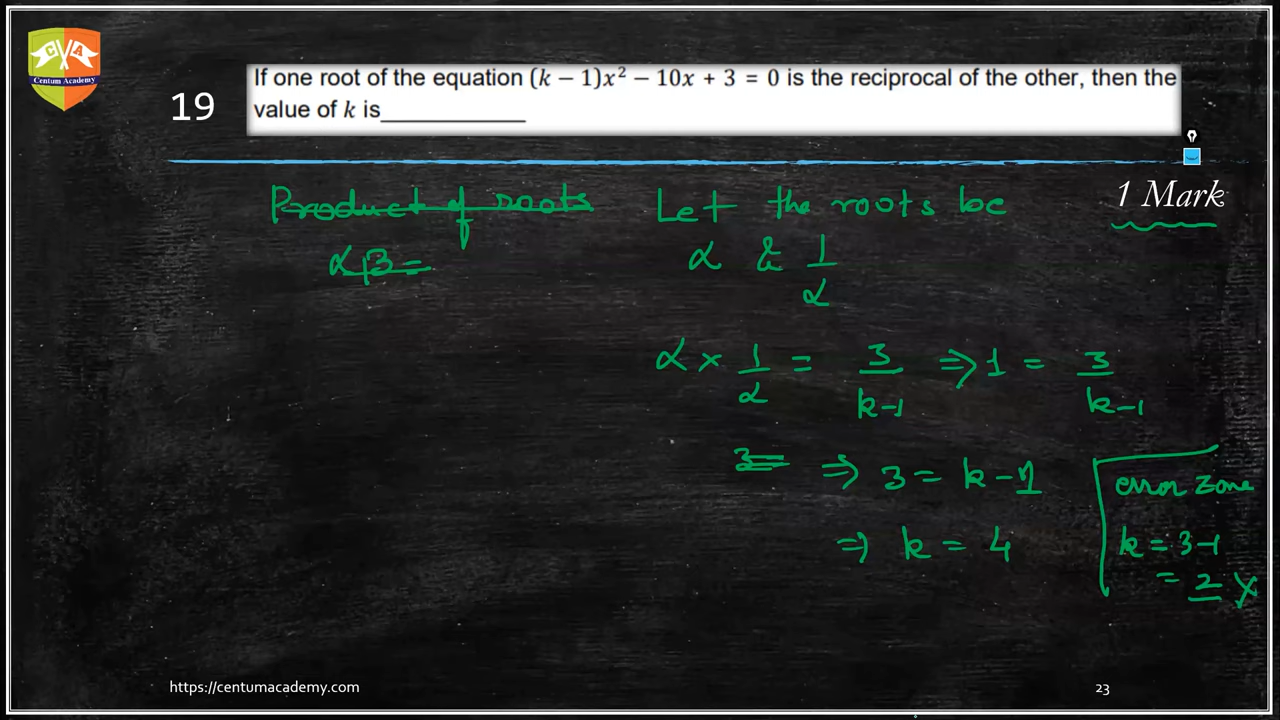 C A
Centum Academy
19
If one root of the equation (k − 1)x² − 10x + 3 = 0 is the reciprocal of the other, then the
value of k is____________
1 Mark
Product of roots
αβ =
Let the roots be
α & 1/α
α × 1/α = 3/k-1 ⇒ 1 = 3/k-1
3 =
⇒ 3 = k-1
⇒ k = 4
error zone
k = 3-1
= 2 ×
https://centumacademy.com
23